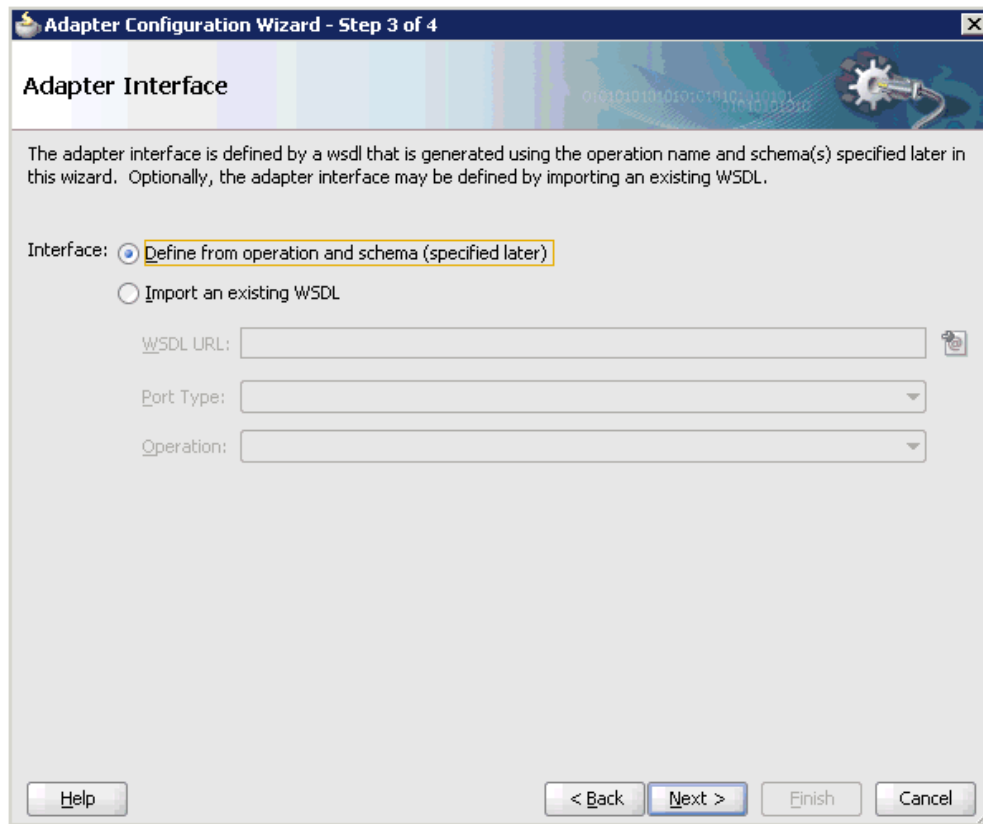 Adapter Configuration Wizard - Step 3 of 4
Adapter Interface
The adapter interface is defined by a wsdl that is generated using the operation name and schema(s) specified later in
this wizard.  Optionally, the adapter interface may be defined by importing an existing WSDL.
Interface: Define from operation and schema (specified later)
Import an existing WSDL
WSDL URL:
Port Type:
Operation:
Help < Back Next > Finish Cancel